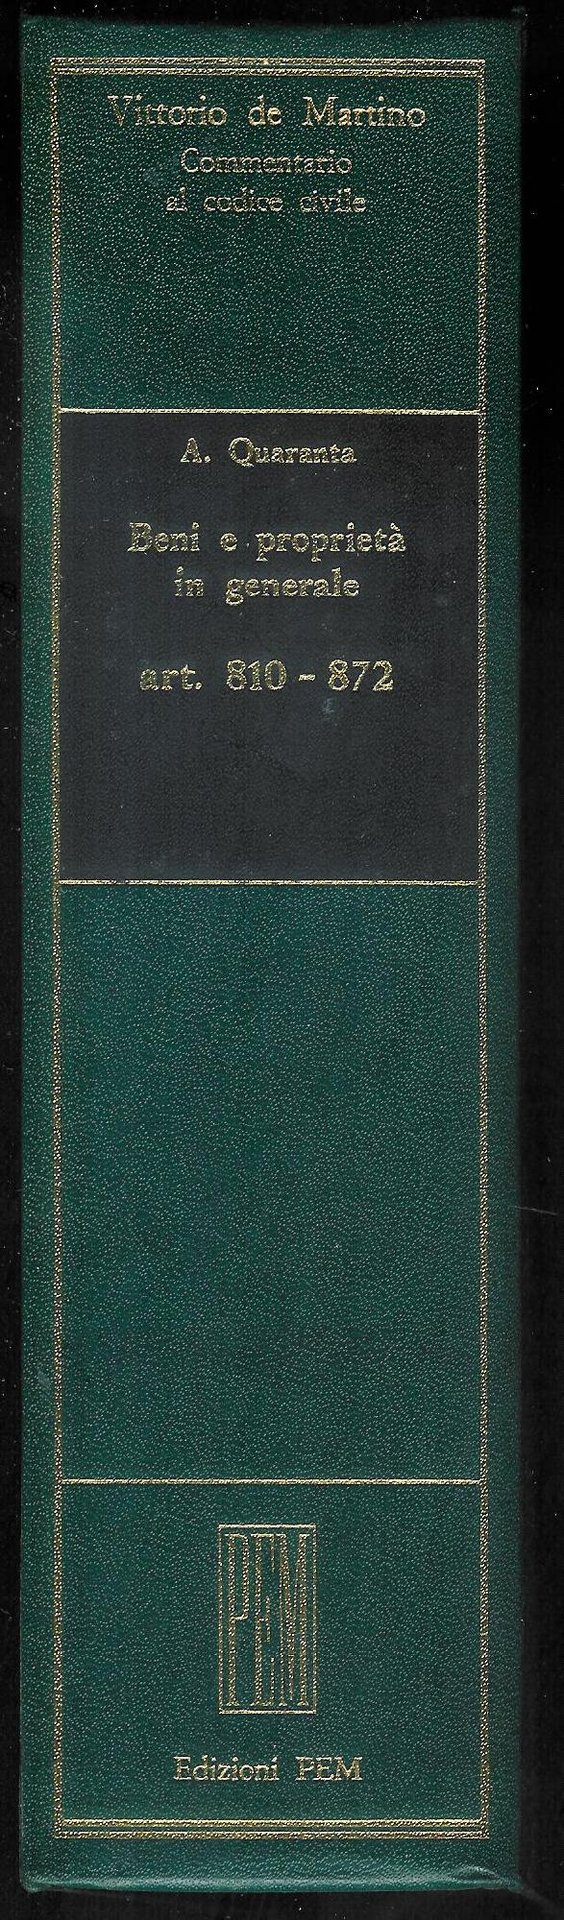 Vittorio de Martino
Commentario
al codice civile
A. Quaranta
Beni e proprietà
in generale
art. 810 - 872
PEM
Edizioni PEM